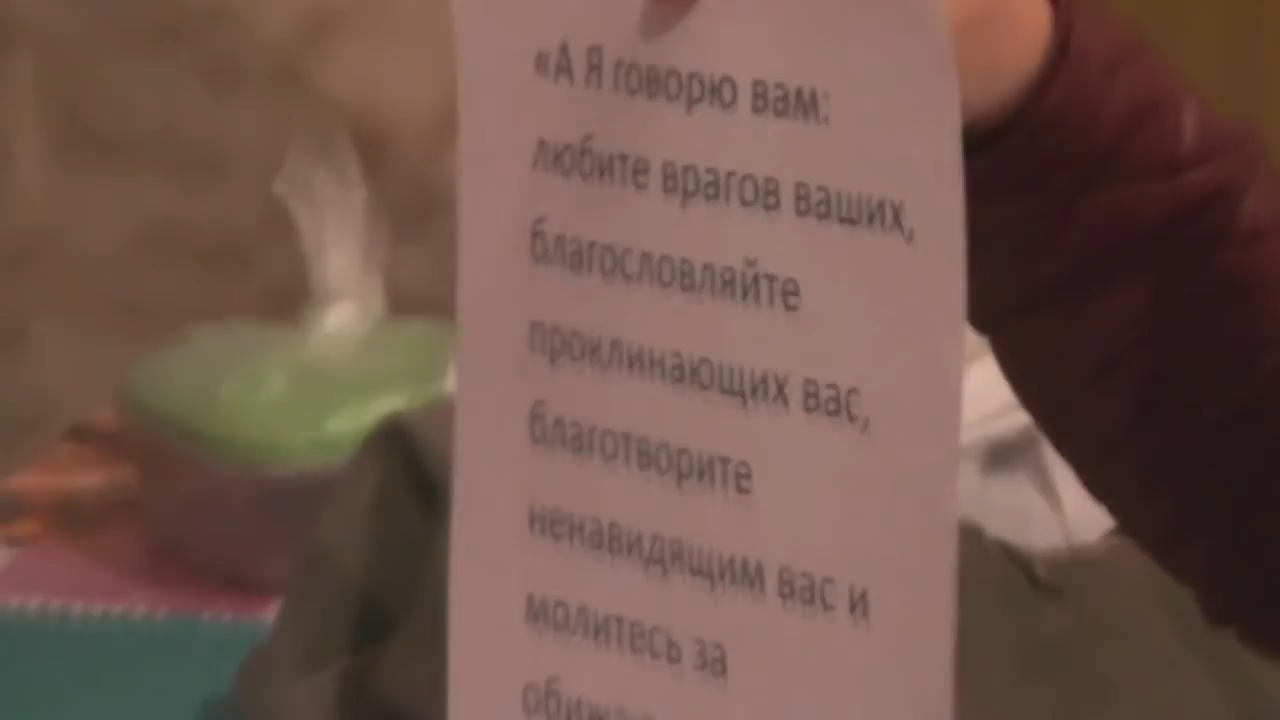 «А Я говорю вам:
любите врагов ваших,
благословляйте
проклинающих вас,
благотворите
ненавидящим вас и
молитесь за